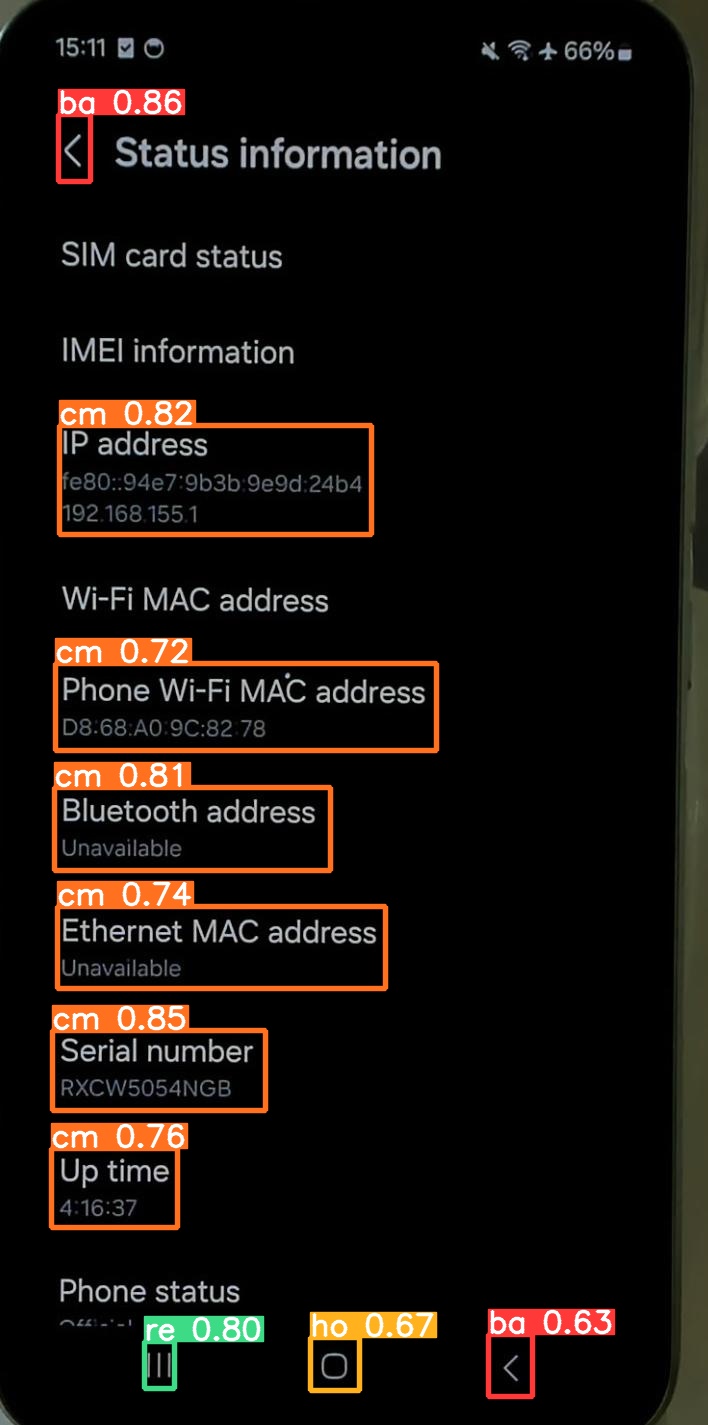 15:11
66%
ba 0.86
Status information
SIM card status
IMEI information
cm 0.82
IP address
fe80::94e7:9b3b:9e9d:24b4
192.168.155.1
Wi-Fi MAC address
cm 0.72
Phone Wi-Fi MAC address
D8:68:A0:9C:82:78
cm 0.81
Bluetooth address
Unavailable
cm 0.74
Ethernet MAC address
Unavailable
cm 0.85
Serial number
RXCW5054NGB
cm 0.76
Up time
4:16:37
Phone status
re 0.80
ho 0.67
ba 0.63